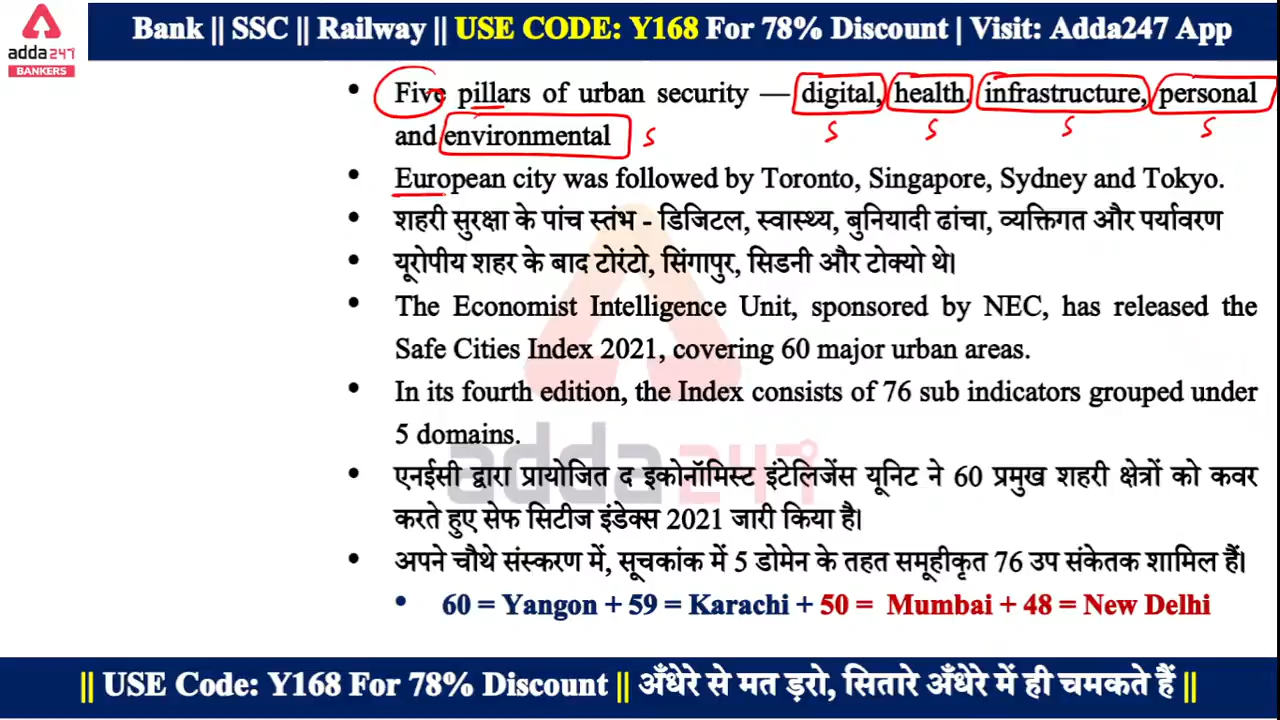 Bank || SSC || Railway || USE CODE: Y168 For 78% Discount | Visit: Adda247 App
adda247
BANKERS
• Five pillars of urban security — digital, health, infrastructure, personal
and environmental
S S S S S
• European city was followed by Toronto, Singapore, Sydney and Tokyo.
• शहरी सुरक्षा के पांच स्तंभ - डिजिटल, स्वास्थ्य, बुनियादी ढांचा, व्यक्तिगत और पर्यावरण
• यूरोपीय शहर के बाद टोरंटो, सिंगापुर, सिडनी और टोक्यो थे।
• The Economist Intelligence Unit, sponsored by NEC, has released the
Safe Cities Index 2021, covering 60 major urban areas.
• In its fourth edition, the Index consists of 76 sub indicators grouped under
5 domains.
adda247
• एनईसी द्वारा प्रायोजित द इकोनॉमिस्ट इंटेलिजेंस यूनिट ने 60 प्रमुख शहरी क्षेत्रों को कवर
करते हुए सेफ सिटीज इंडेक्स 2021 जारी किया है।
• अपने चौथे संस्करण में, सूचकांक में 5 डोमेन के तहत समूहीकृत 76 उप संकेतक शामिल हैं।
• 60 = Yangon + 59 = Karachi + 50 = Mumbai + 48 = New Delhi
|| USE Code: Y168 For 78% Discount || अँधेरे से मत ड़रो, सितारे अँधेरे में ही चमकते हैं ||